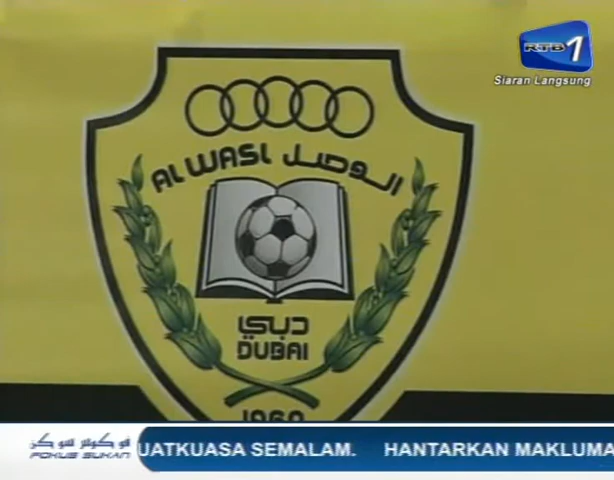 RTB 1
Siaran Langsung
AL WASL الوصل
دبي
DUBAI
1960
فوكوس سوكن
FOKUS SUKAN
UATKUASA SEMALAM. HANTARKAN MAKLUMA